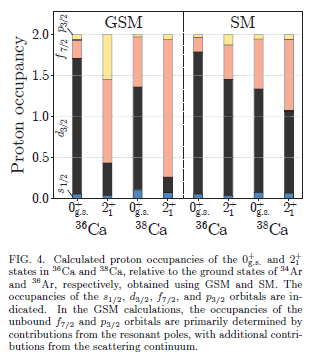 GSM SM
Proton occupancy
2.0
1.5
1.0
0.5
0.0
p3/2
f7/2
d3/2
s1/2
0+g.s. 2+1 0+g.s. 2+1 0+g.s. 2+1 0+g.s. 2+1
36Ca 38Ca 36Ca 38Ca
FIG. 4. Calculated proton occupancies of the 0+g.s. and 2+1
states in 36Ca and 38Ca, relative to the ground states of 34Ar
and 36Ar, respectively, obtained using GSM and SM. The
occupancies of the s1/2, d3/2, f7/2, and p3/2 orbitals are in-
dicated. In the GSM calculations, the occupancies of the
unbound f7/2 and p3/2 orbitals are primarily determined by
contributions from the resonant poles, with additional contri-
butions from the scattering continuum.